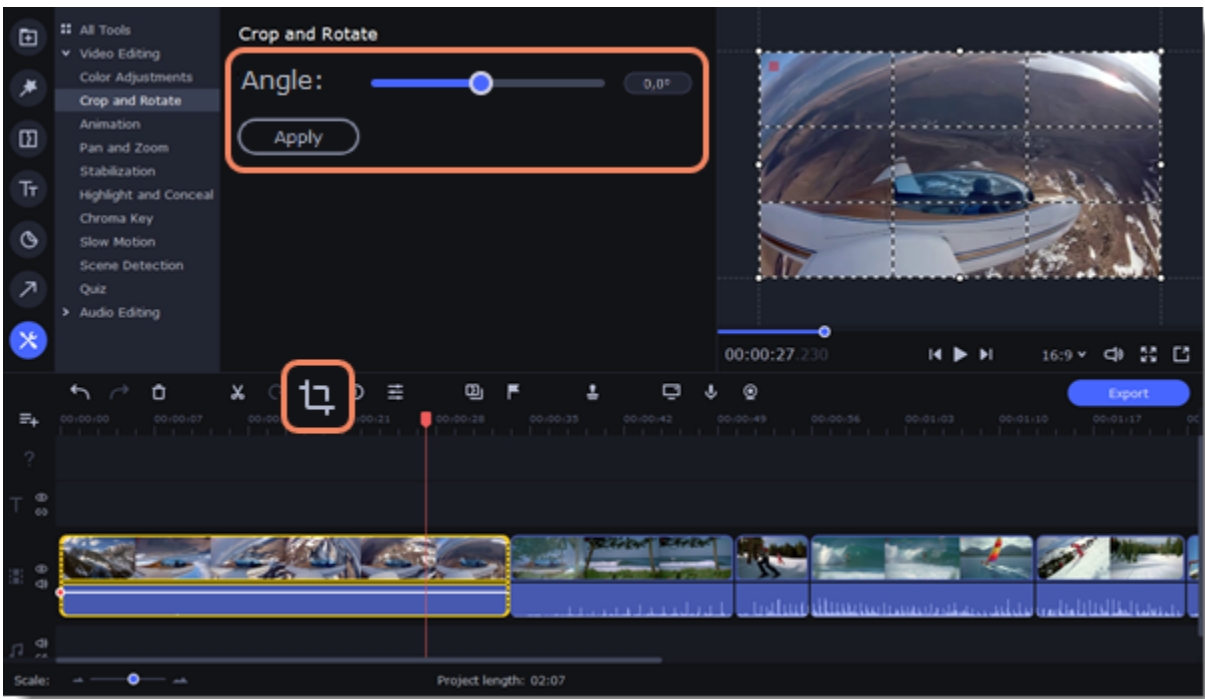 All Tools
Video Editing
Color Adjustments
Crop and Rotate
Animation
Pan and Zoom
Stabilization
Highlight and Conceal
Chroma Key
Slow Motion
Scene Detection
Quiz
Audio Editing
Crop and Rotate
Angle:
0,0°
Apply
00:00:27.230
16:9
Export
00:00:00 00:00:07 00:00:28 00:00:35 00:00:42 00:00:49 00:00:56 00:01:03 00:01:10 00:01:17
?
T
Scale:
Project length: 02:07